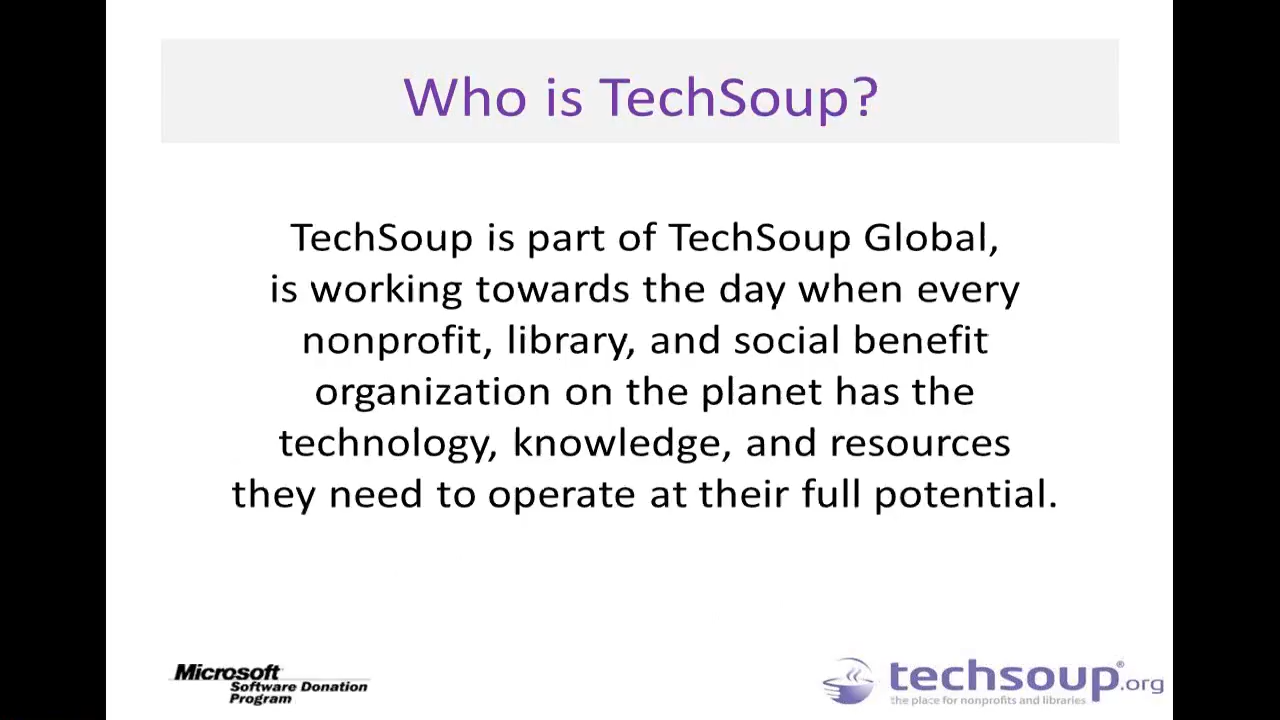 Who is TechSoup?
TechSoup is part of TechSoup Global,
is working towards the day when every
nonprofit, library, and social benefit
organization on the planet has the
technology, knowledge, and resources
they need to operate at their full potential.
Microsoft
Software Donation
Program
techsoup®.org
the place for nonprofits and libraries